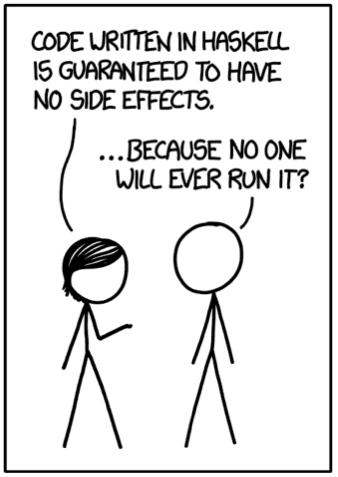 CODE WRITTEN IN HASKELL
IS GUARANTEED TO HAVE
NO SIDE EFFECTS.
...BECAUSE NO ONE
WILL EVER RUN IT?